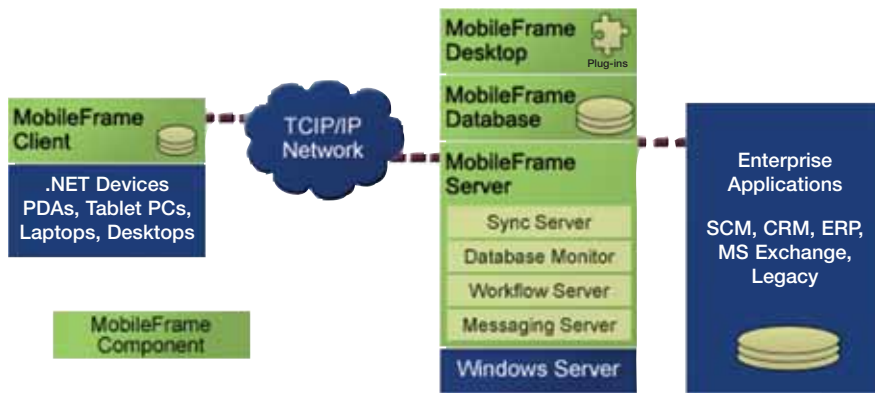 MobileFrame
Client
.NET Devices
PDAs, Tablet PCs,
Laptops, Desktops
MobileFrame
Component
TCIP/IP
Network
MobileFrame
Desktop
Plug-ins
MobileFrame
Database
MobileFrame
Server
Sync Server
Database Monitor
Workflow Server
Messaging Server
Windows Server
Enterprise
Applications
SCM, CRM, ERP,
MS Exchange,
Legacy